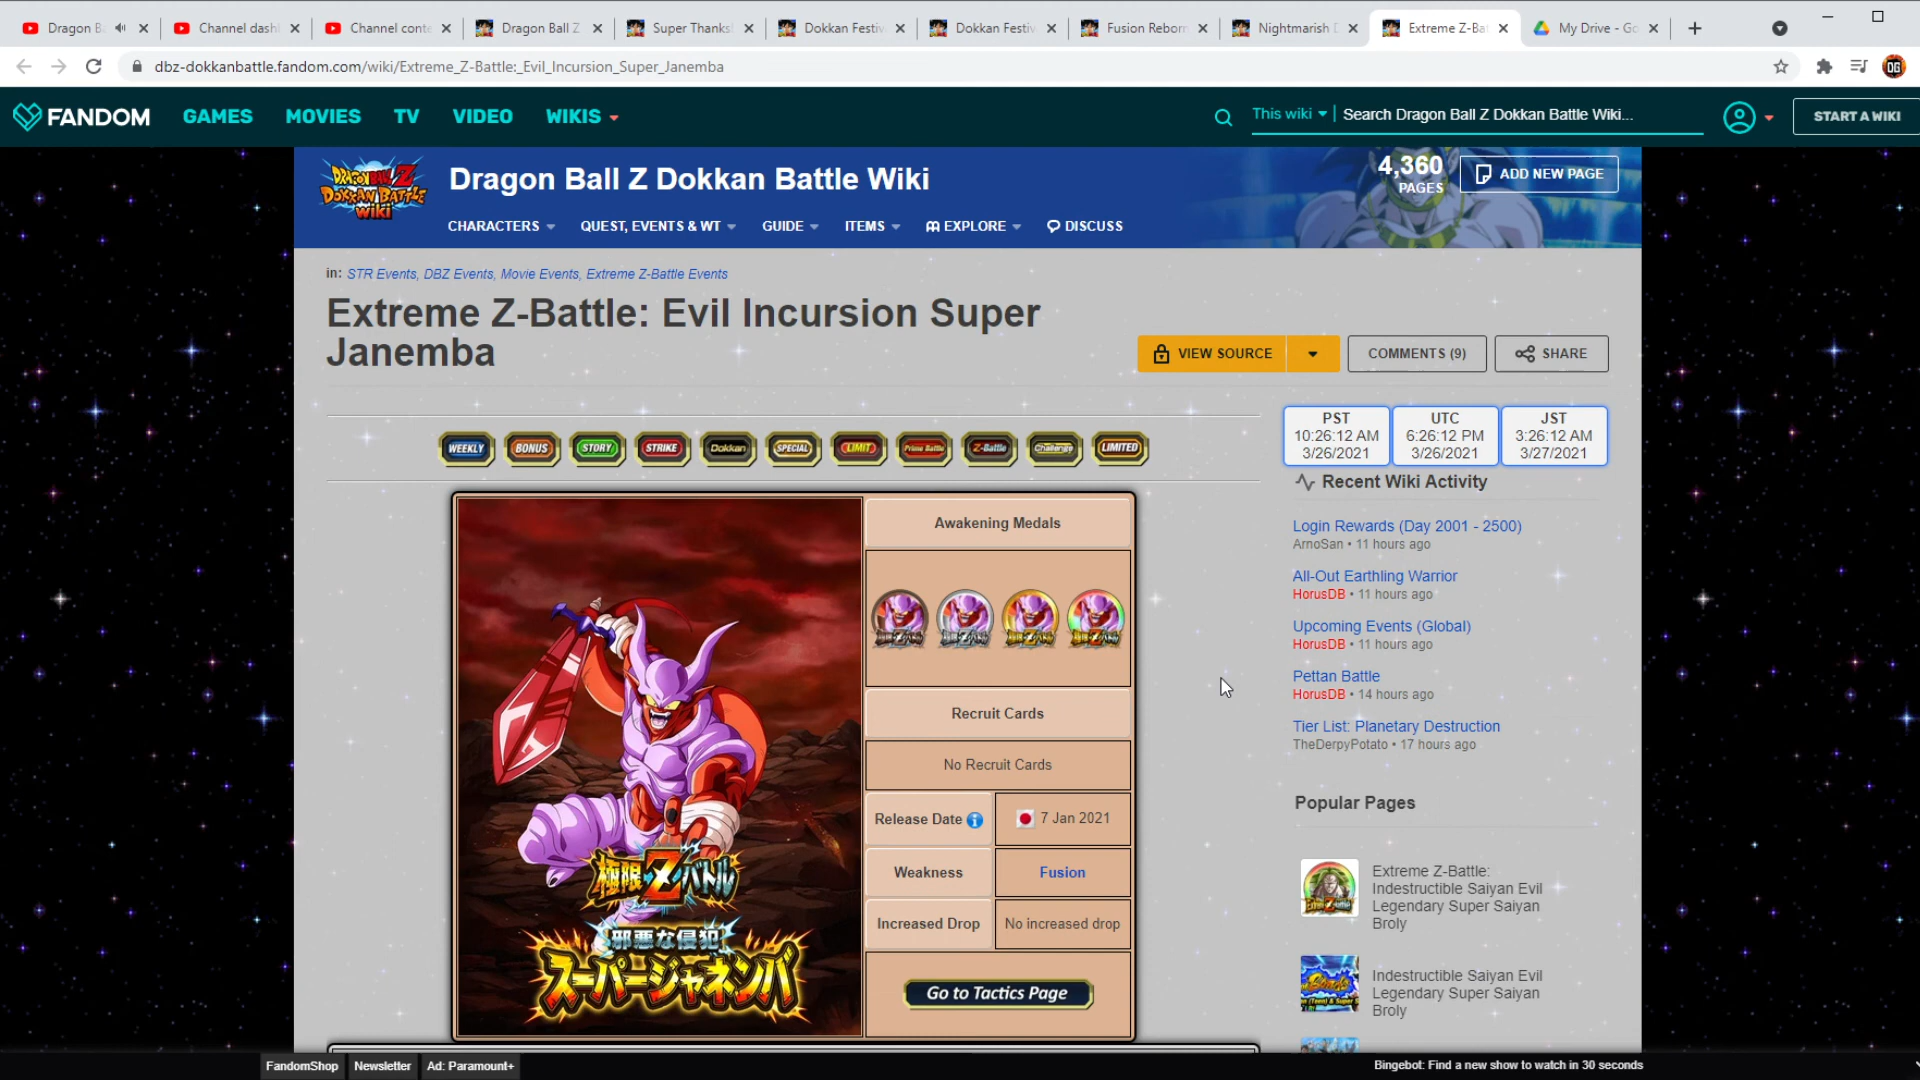 Dragon B
Channel dash
Channel conte
Dragon Ball Z
Super Thanks
Dokkan Festiv
Dokkan Festiv
Fusion Reborn
Nightmarish D
Extreme Z-Bat
My Drive - Go
dbz-dokkanbattle.fandom.com/wiki/Extreme_Z-Battle:_Evil_Incursion_Super_Janemba
DG
FANDOM
GAMES
MOVIES
TV
VIDEO
WIKIS
This wiki
Search Dragon Ball Z Dokkan Battle Wiki...
START A WIKI
DRAGON BALL Z
DOKKAN BATTLE
Wiki
Dragon Ball Z Dokkan Battle Wiki
4,360
PAGES
ADD NEW PAGE
CHARACTERS
QUEST, EVENTS & WT
GUIDE
ITEMS
EXPLORE
DISCUSS
in: STR Events, DBZ Events, Movie Events, Extreme Z-Battle Events
Extreme Z-Battle: Evil Incursion Super
Janemba
VIEW SOURCE
COMMENTS (9)
SHARE
WEEKLY
BONUS
STORY
STRIKE
Dokkan
SPECIAL
LIMIT
Prime Battle
Z-Battle
Challenge
LIMITED
PST
10:26:12 AM
3/26/2021
UTC
6:26:12 PM
3/26/2021
JST
3:26:12 AM
3/27/2021
極限Zバトル
邪悪な侵犯
スーパージャネンバ
Awakening Medals
Recruit Cards
No Recruit Cards
Release Date
7 Jan 2021
Weakness
Fusion
Increased Drop
No increased drop
Go to Tactics Page
Recent Wiki Activity
Login Rewards (Day 2001 - 2500)
ArnoSan • 11 hours ago
All-Out Earthling Warrior
HorusDB • 11 hours ago
Upcoming Events (Global)
HorusDB • 11 hours ago
Pettan Battle
HorusDB • 14 hours ago
Tier List: Planetary Destruction
TheDerpyPotato • 17 hours ago
Popular Pages
Extreme Z-Battle:
Indestructible Saiyan Evil
Legendary Super Saiyan
Broly
Indestructible Saiyan Evil
Legendary Super Saiyan
Broly
FandomShop
Newsletter
Ad: Paramount+
Bingebot: Find a new show to watch in 30 seconds